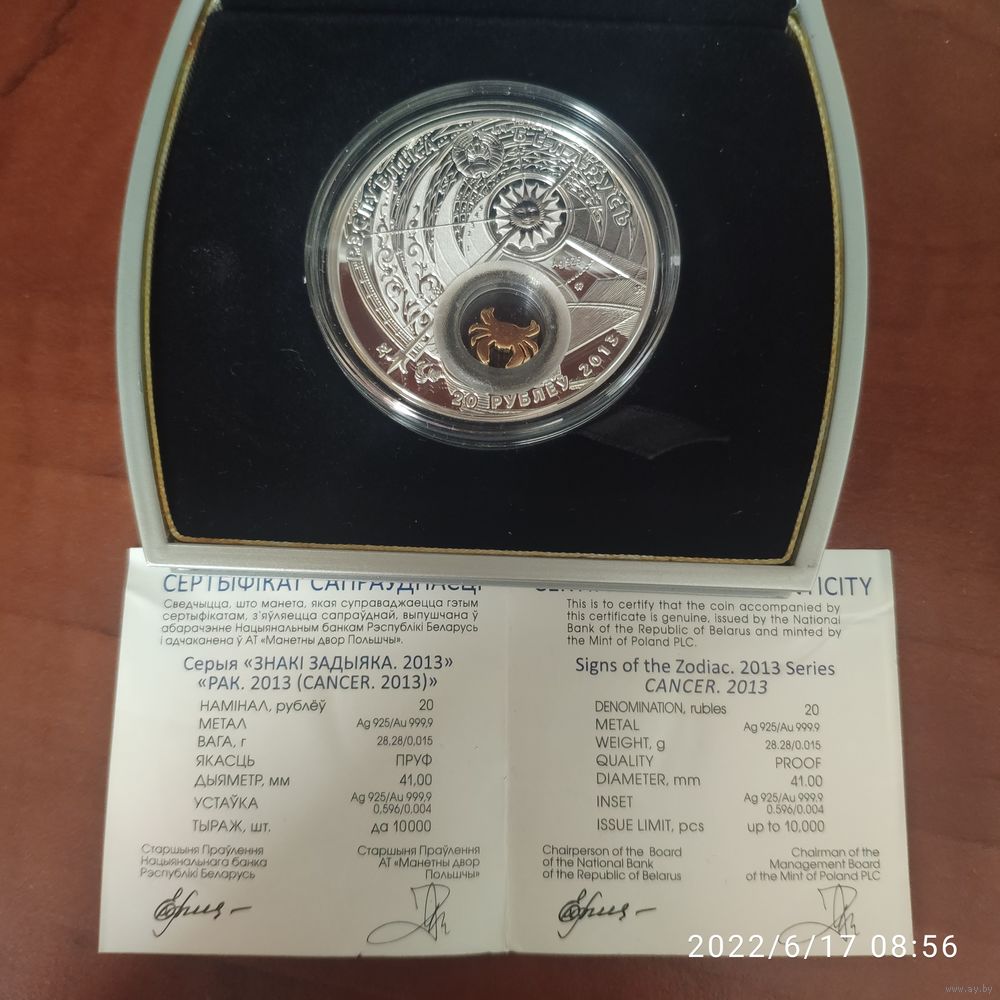 РЭСПУБЛІКА БЕЛАРУСЬ
20 РУБЛЁЎ 2013
СЕРТЫФІКАТ САПРАЎДНАСЦІ
Сведчыцца, што манета, якая суправаджаецца гэтым
сертыфікатам, з'яўляецца сапраўднай, выпушчана ў
абарачэнне Нацыянальным банкам Рэспублікі Беларусь
і адчаканена ў АТ «Манетны двор Польшчы».
Серыя «ЗНАКІ ЗАДЫЯКА. 2013»
«РАК. 2013 (CANCER. 2013)»
НАМІНАЛ, рублёў 20
МЕТАЛ Ag 925/Au 999,9
ВАГА, г 28,28/0,015
ЯКАСЦЬ ПРУФ
ДЫЯМЕТР, мм 41,00
УСТАЎКА Ag 925/Au 999,9
0,596/0,004
ТЫРАЖ, шт. да 10000
Старшыня Праўлення
Нацыянальнага банка
Рэспублікі Беларусь
Старшыня Праўлення
АТ «Манетны двор
Польшчы»
TICITY
This is to certify that the coin accompanied by
this certificate is genuine, issued by the National
Bank of the Republic of Belarus and minted by
the Mint of Poland PLC.
Signs of the Zodiac. 2013 Series
CANCER. 2013
DENOMINATION, rubles 20
METAL Ag 925/Au 999.9
WEIGHT, g 28.28/0.015
QUALITY PROOF
DIAMETER, mm 41.00
INSET Ag 925/Au 999.9
0.596/0.004
ISSUE LIMIT, pcs up to 10,000
Chairperson of the Board
of the National Bank
of the Republic of Belarus
Chairman of the
Management Board
of the Mint of Poland PLC
2022/6/17 08:56
www.ay.by